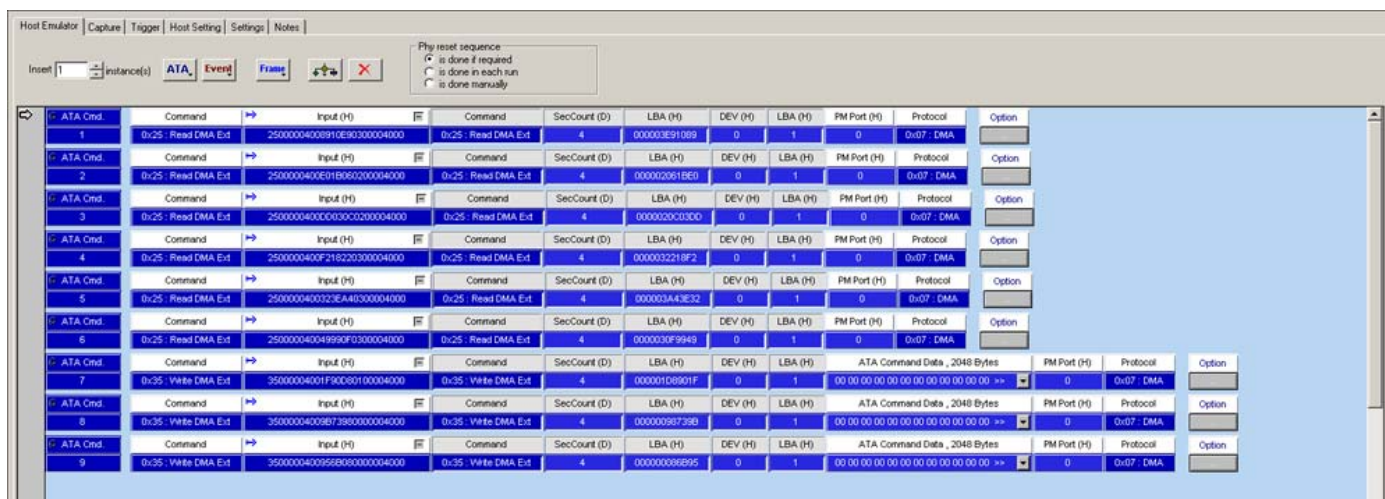 Host Emulator Capture Trigger Host Setting Settings Notes
Phy reset sequence
Insert 1 instance(s) ATA Event Frame is done if required
is done in each run
is done manually
ATA Cmd. Command Input (H) Command SecCount (D) LBA (H) DEV (H) LBA (H) PM Port (H) Protocol Option
1 0x25 : Read DMA Ext 25000004008910E90300004000 0x25 : Read DMA Ext 4 000003E91089 0 1 0 0x07 : DMA
ATA Cmd. Command Input (H) Command SecCount (D) LBA (H) DEV (H) LBA (H) PM Port (H) Protocol Option
2 0x25 : Read DMA Ext 2500000400E01B060200004000 0x25 : Read DMA Ext 4 000002061BE0 0 1 0 0x07 : DMA
ATA Cmd. Command Input (H) Command SecCount (D) LBA (H) DEV (H) LBA (H) PM Port (H) Protocol Option
3 0x25 : Read DMA Ext 2500000400DD030C0200004000 0x25 : Read DMA Ext 4 0000020C03DD 0 1 0 0x07 : DMA
ATA Cmd. Command Input (H) Command SecCount (D) LBA (H) DEV (H) LBA (H) PM Port (H) Protocol Option
4 0x25 : Read DMA Ext 2500000400F218220300004000 0x25 : Read DMA Ext 4 0000032218F2 0 1 0 0x07 : DMA
ATA Cmd. Command Input (H) Command SecCount (D) LBA (H) DEV (H) LBA (H) PM Port (H) Protocol Option
5 0x25 : Read DMA Ext 2500000400323EA40300004000 0x25 : Read DMA Ext 4 000003A43E32 0 1 0 0x07 : DMA
ATA Cmd. Command Input (H) Command SecCount (D) LBA (H) DEV (H) LBA (H) PM Port (H) Protocol Option
6 0x25 : Read DMA Ext 250000040049990F0300004000 0x25 : Read DMA Ext 4 0000030F9949 0 1 0 0x07 : DMA
ATA Cmd. Command Input (H) Command SecCount (D) LBA (H) DEV (H) LBA (H) ATA Command Data , 2048 Bytes PM Port (H) Protocol Option
7 0x35 : Write DMA Ext 35000004001F90D80100004000 0x35 : Write DMA Ext 4 000001D8901F 0 1 00 00 00 00 00 00 00 00 00 00 00 00 >> 0 0x07 : DMA
ATA Cmd. Command Input (H) Command SecCount (D) LBA (H) DEV (H) LBA (H) ATA Command Data , 2048 Bytes PM Port (H) Protocol Option
8 0x35 : Write DMA Ext 35000004009B73980000004000 0x35 : Write DMA Ext 4 00000098739B 0 1 00 00 00 00 00 00 00 00 00 00 00 00 >> 0 0x07 : DMA
ATA Cmd. Command Input (H) Command SecCount (D) LBA (H) DEV (H) LBA (H) ATA Command Data , 2048 Bytes PM Port (H) Protocol Option
9 0x35 : Write DMA Ext 3500000400956B080000004000 0x35 : Write DMA Ext 4 000000086B95 0 1 00 00 00 00 00 00 00 00 00 00 00 00 >> 0 0x07 : DMA